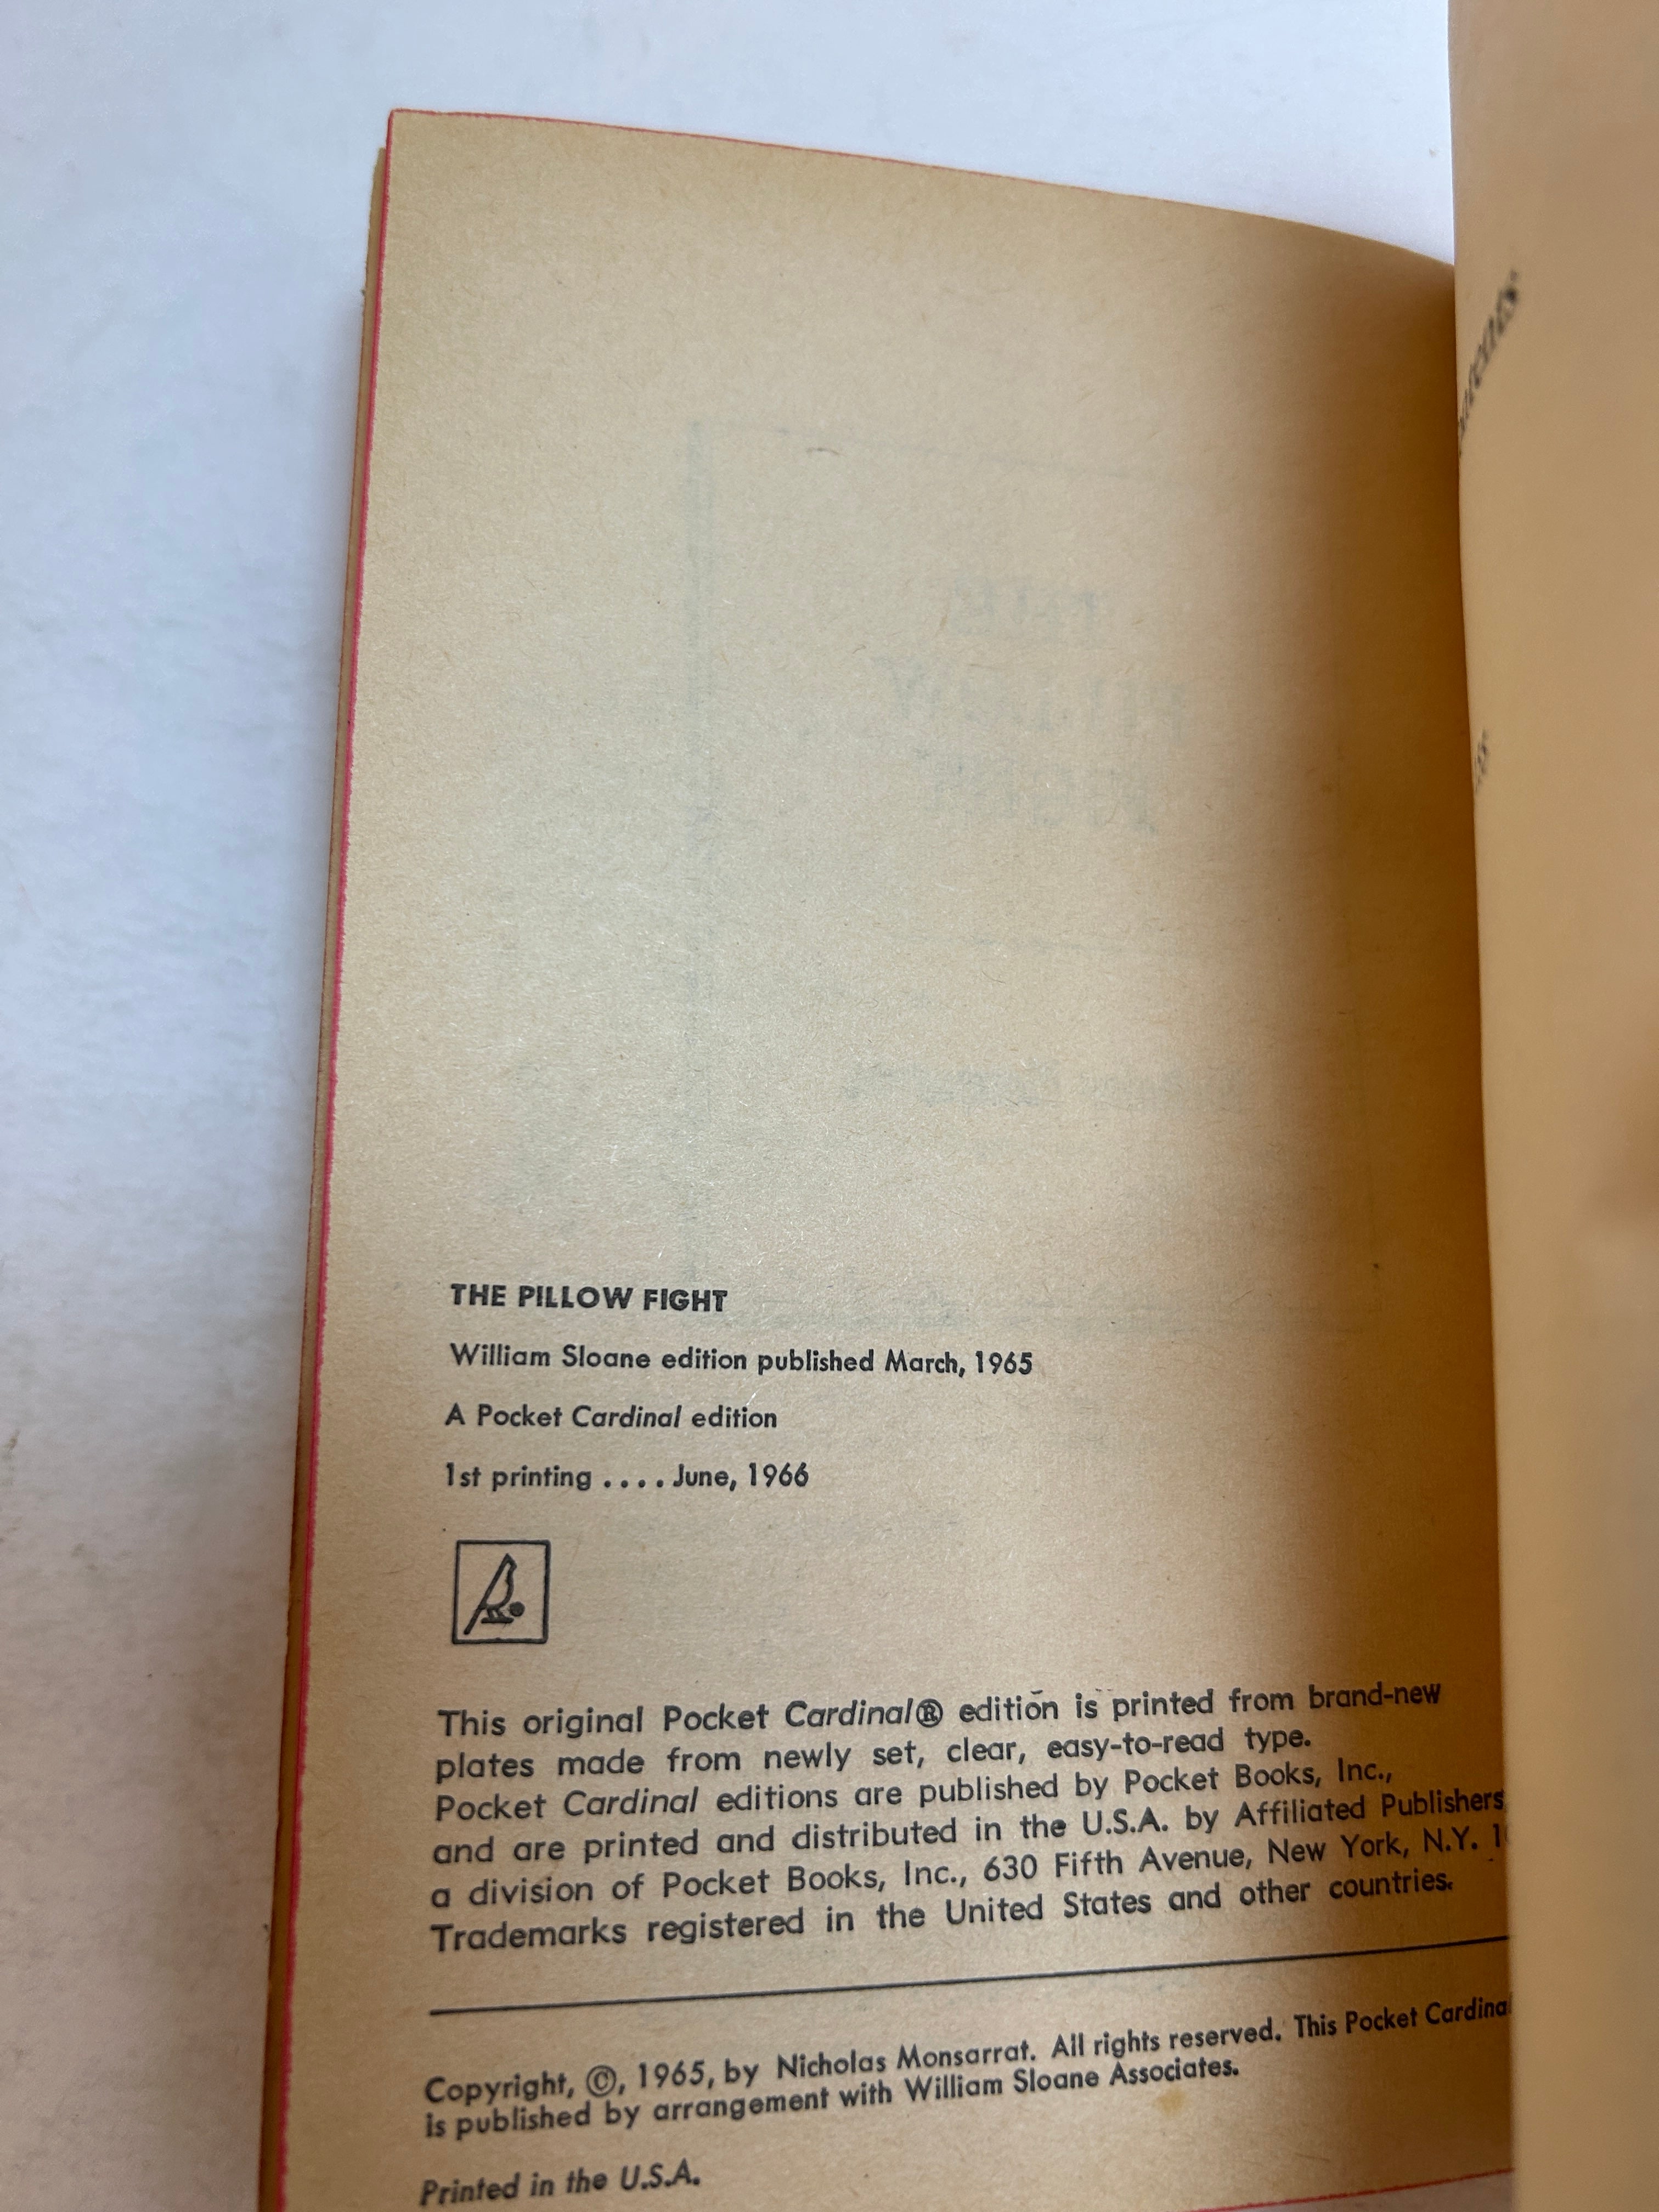 THE PILLOW FIGHT
William Sloane edition published March, 1965
A Pocket Cardinal edition
1st printing .... June, 1966
This original Pocket Cardinal® edition is printed from brand-new
plates made from newly set, clear, easy-to-read type.
Pocket Cardinal editions are published by Pocket Books, Inc.,
and are printed and distributed in the U.S.A. by Affiliated Publishers
a division of Pocket Books, Inc., 630 Fifth Avenue, New York, N.Y.
Trademarks registered in the United States and other countries.
Copyright, ©, 1965, by Nicholas Monsarrat. All rights reserved. This Pocket Cardinal
is published by arrangement with William Sloane Associates.
Printed in the U.S.A.